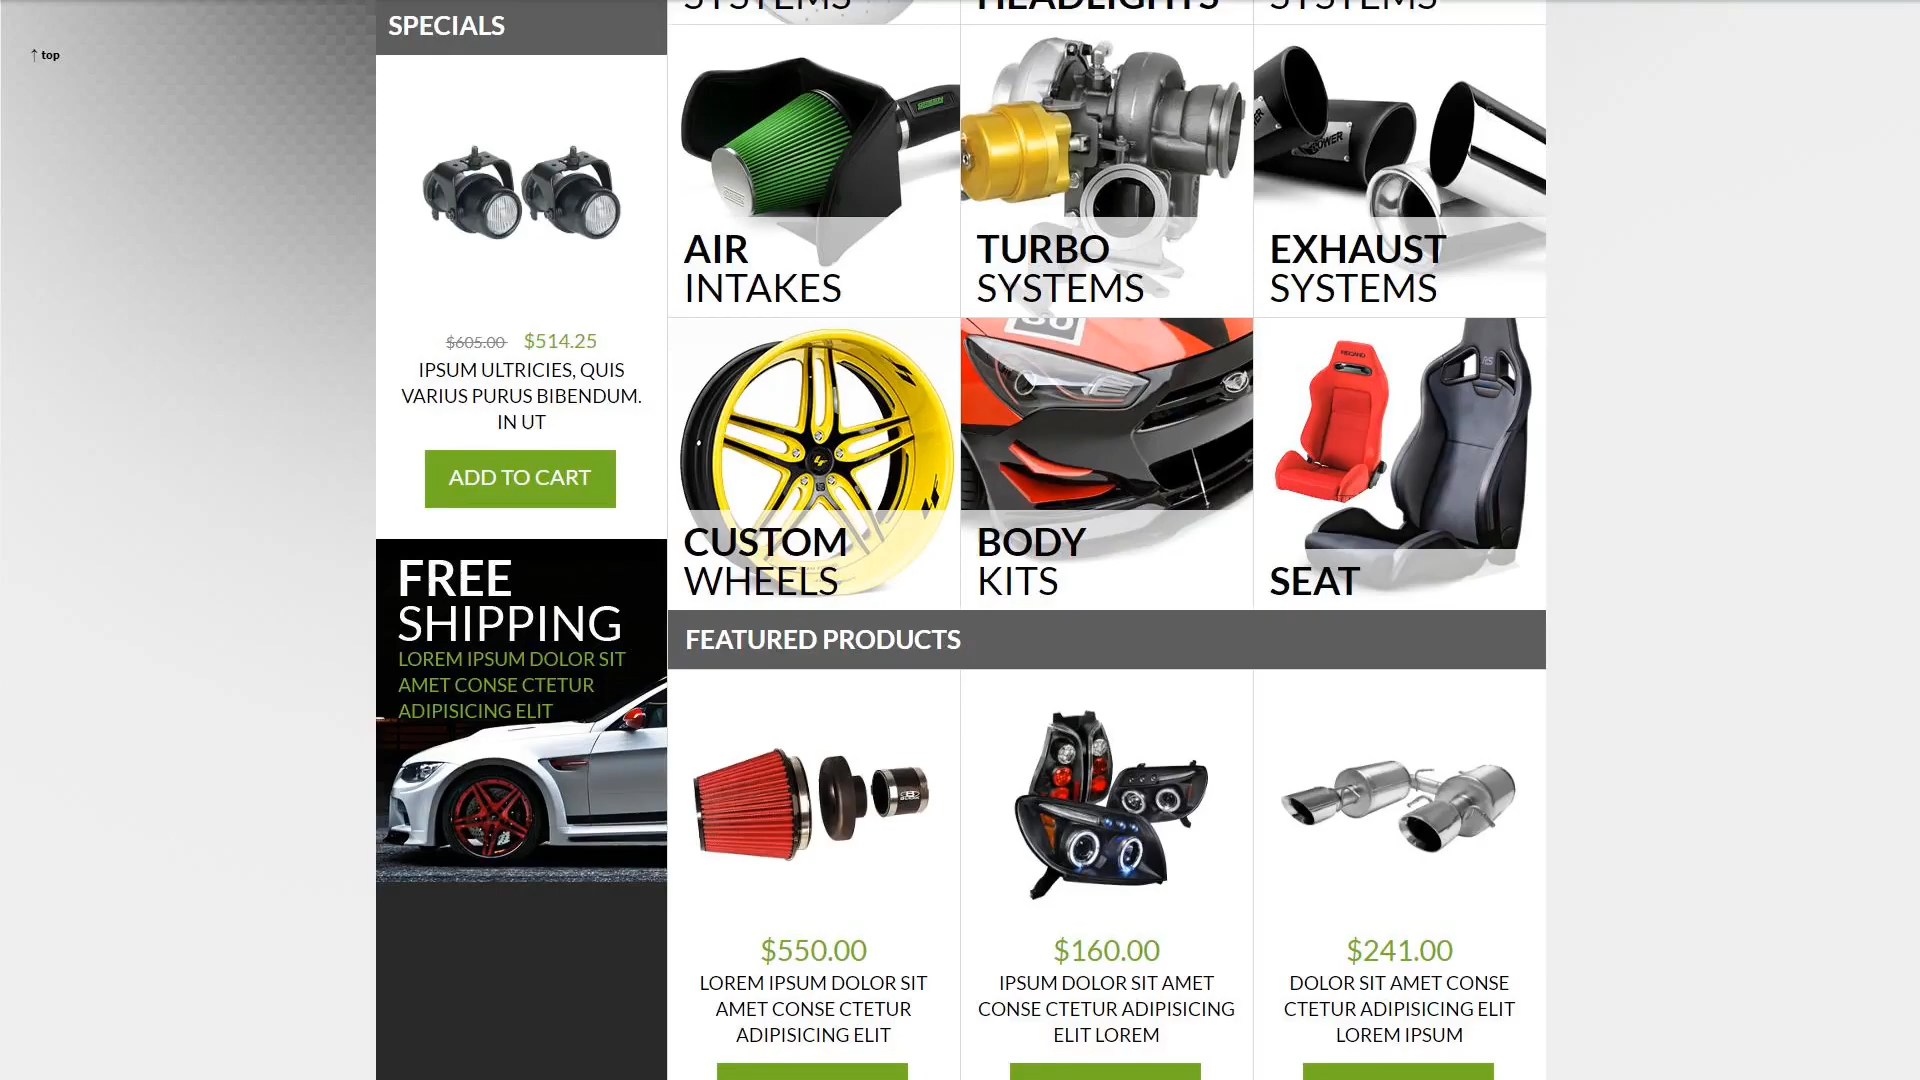 SPECIALS
↑ top
SYSTEMS
HEADLIGHTS
SYSTEMS
GREEN
POWER
AIR
INTAKES
TURBO
SYSTEMS
EXHAUST
SYSTEMS
$605.00 $514.25
IPSUM ULTRICIES, QUIS
VARIUS PURUS BIBENDUM.
IN UT
ADD TO CART
RECARO
RS
CUSTOM
WHEELS
BODY
KITS
SEAT
FREE
SHIPPING
LOREM IPSUM DOLOR SIT
AMET CONSE CTETUR
ADIPISICING ELIT
FEATURED PRODUCTS
$550.00
LOREM IPSUM DOLOR SIT
AMET CONSE CTETUR
ADIPISICING ELIT
$160.00
IPSUM DOLOR SIT AMET
CONSE CTETUR ADIPISICING
ELIT LOREM
$241.00
DOLOR SIT AMET CONSE
CTETUR ADIPISICING ELIT
LOREM IPSUM